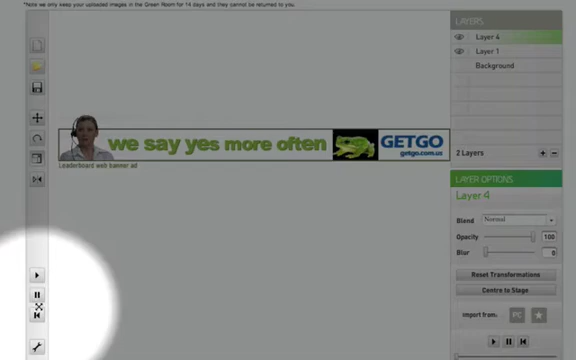 *Note we only keep your uploaded images in the Green Room for 14 days and they cannot be returned to you.
LAYERS
Layer 4
Layer 1
Background
2 Layers
we say yes more often
GETGO
getgo.com.us
Leaderboard web banner ad
LAYER OPTIONS
Layer 4
Blend
Normal
Opacity
100
Blur
0
Reset Transformations
Centre to Stage
Import from:
PC